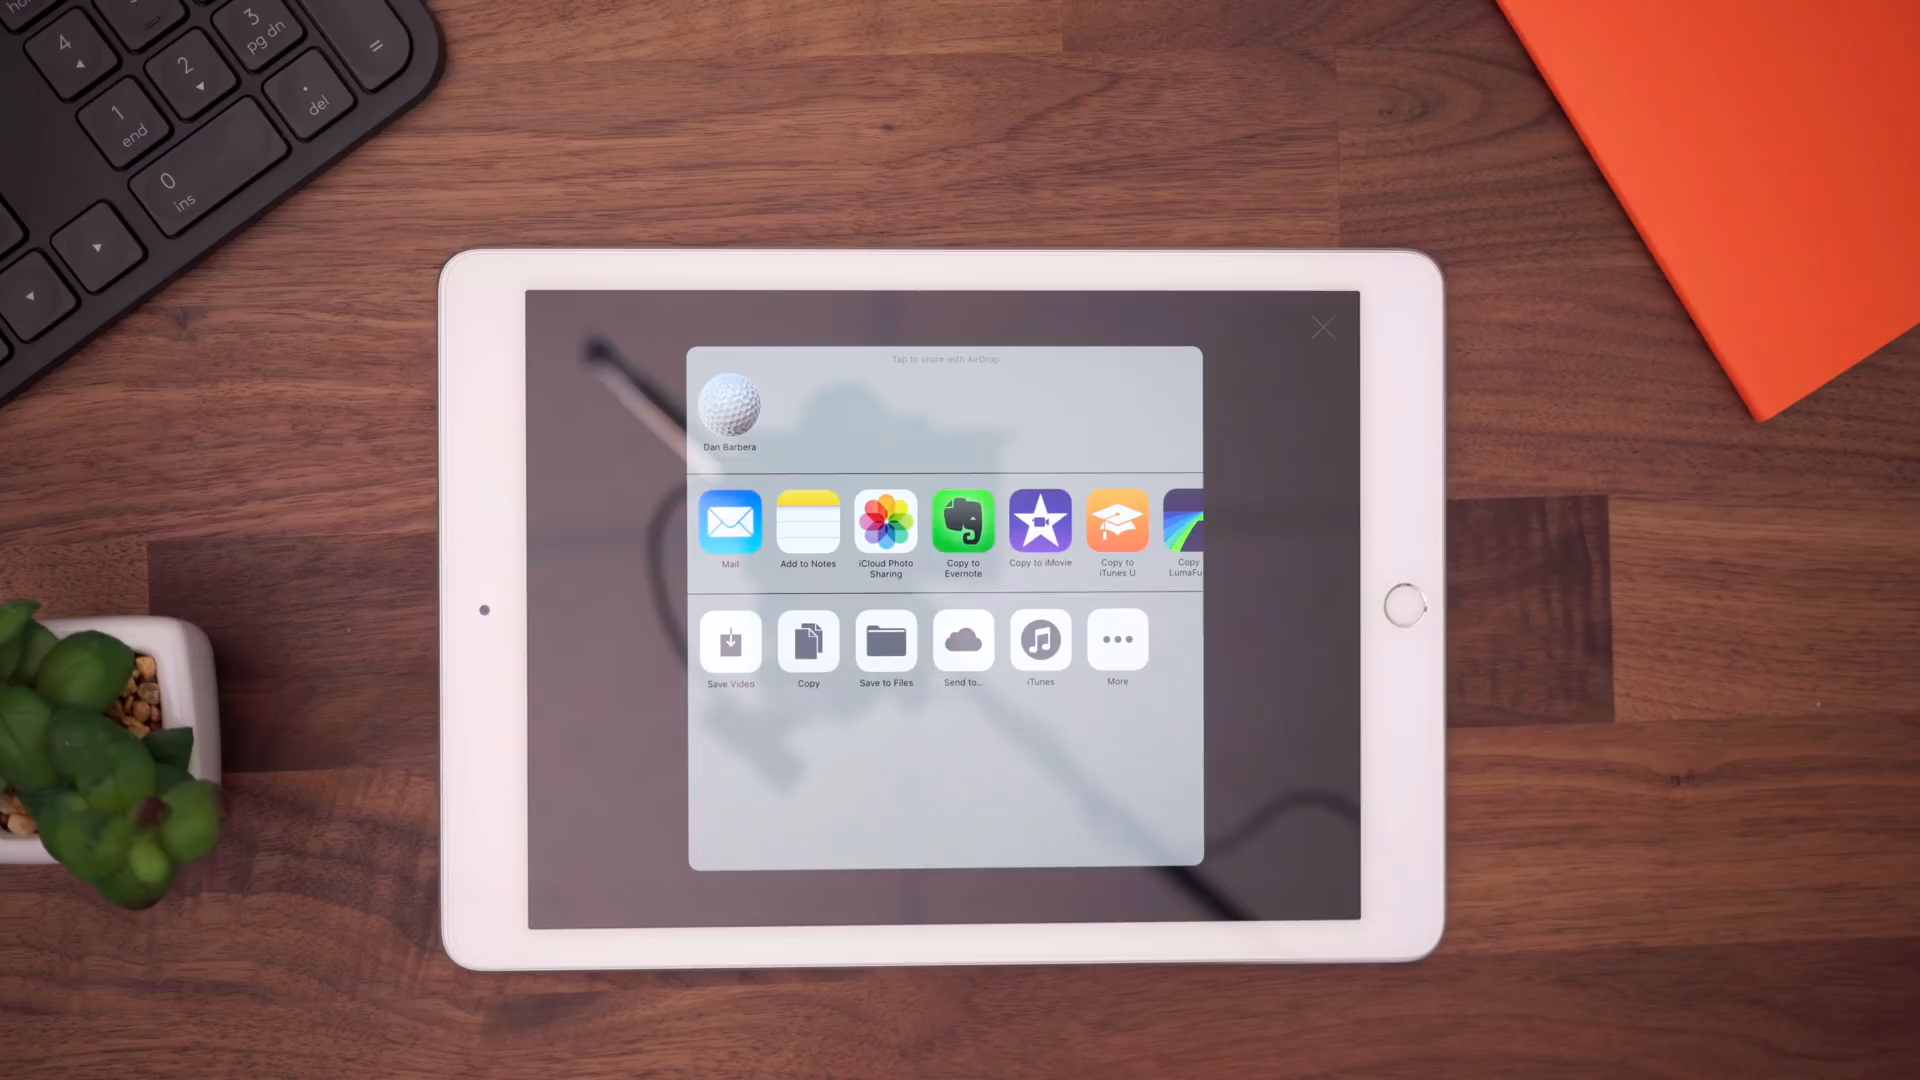 4
3
pg dn
=
2
.
del
1
end
0
ins
Tap to share with AirDrop
Dan Barbera
Mail
Add to Notes
iCloud Photo
Sharing
Copy to
Evernote
Copy to iMovie
Copy to
iTunes U
Copy
LumaFu
Save Video
Copy
Save to Files
Send to...
iTunes
More